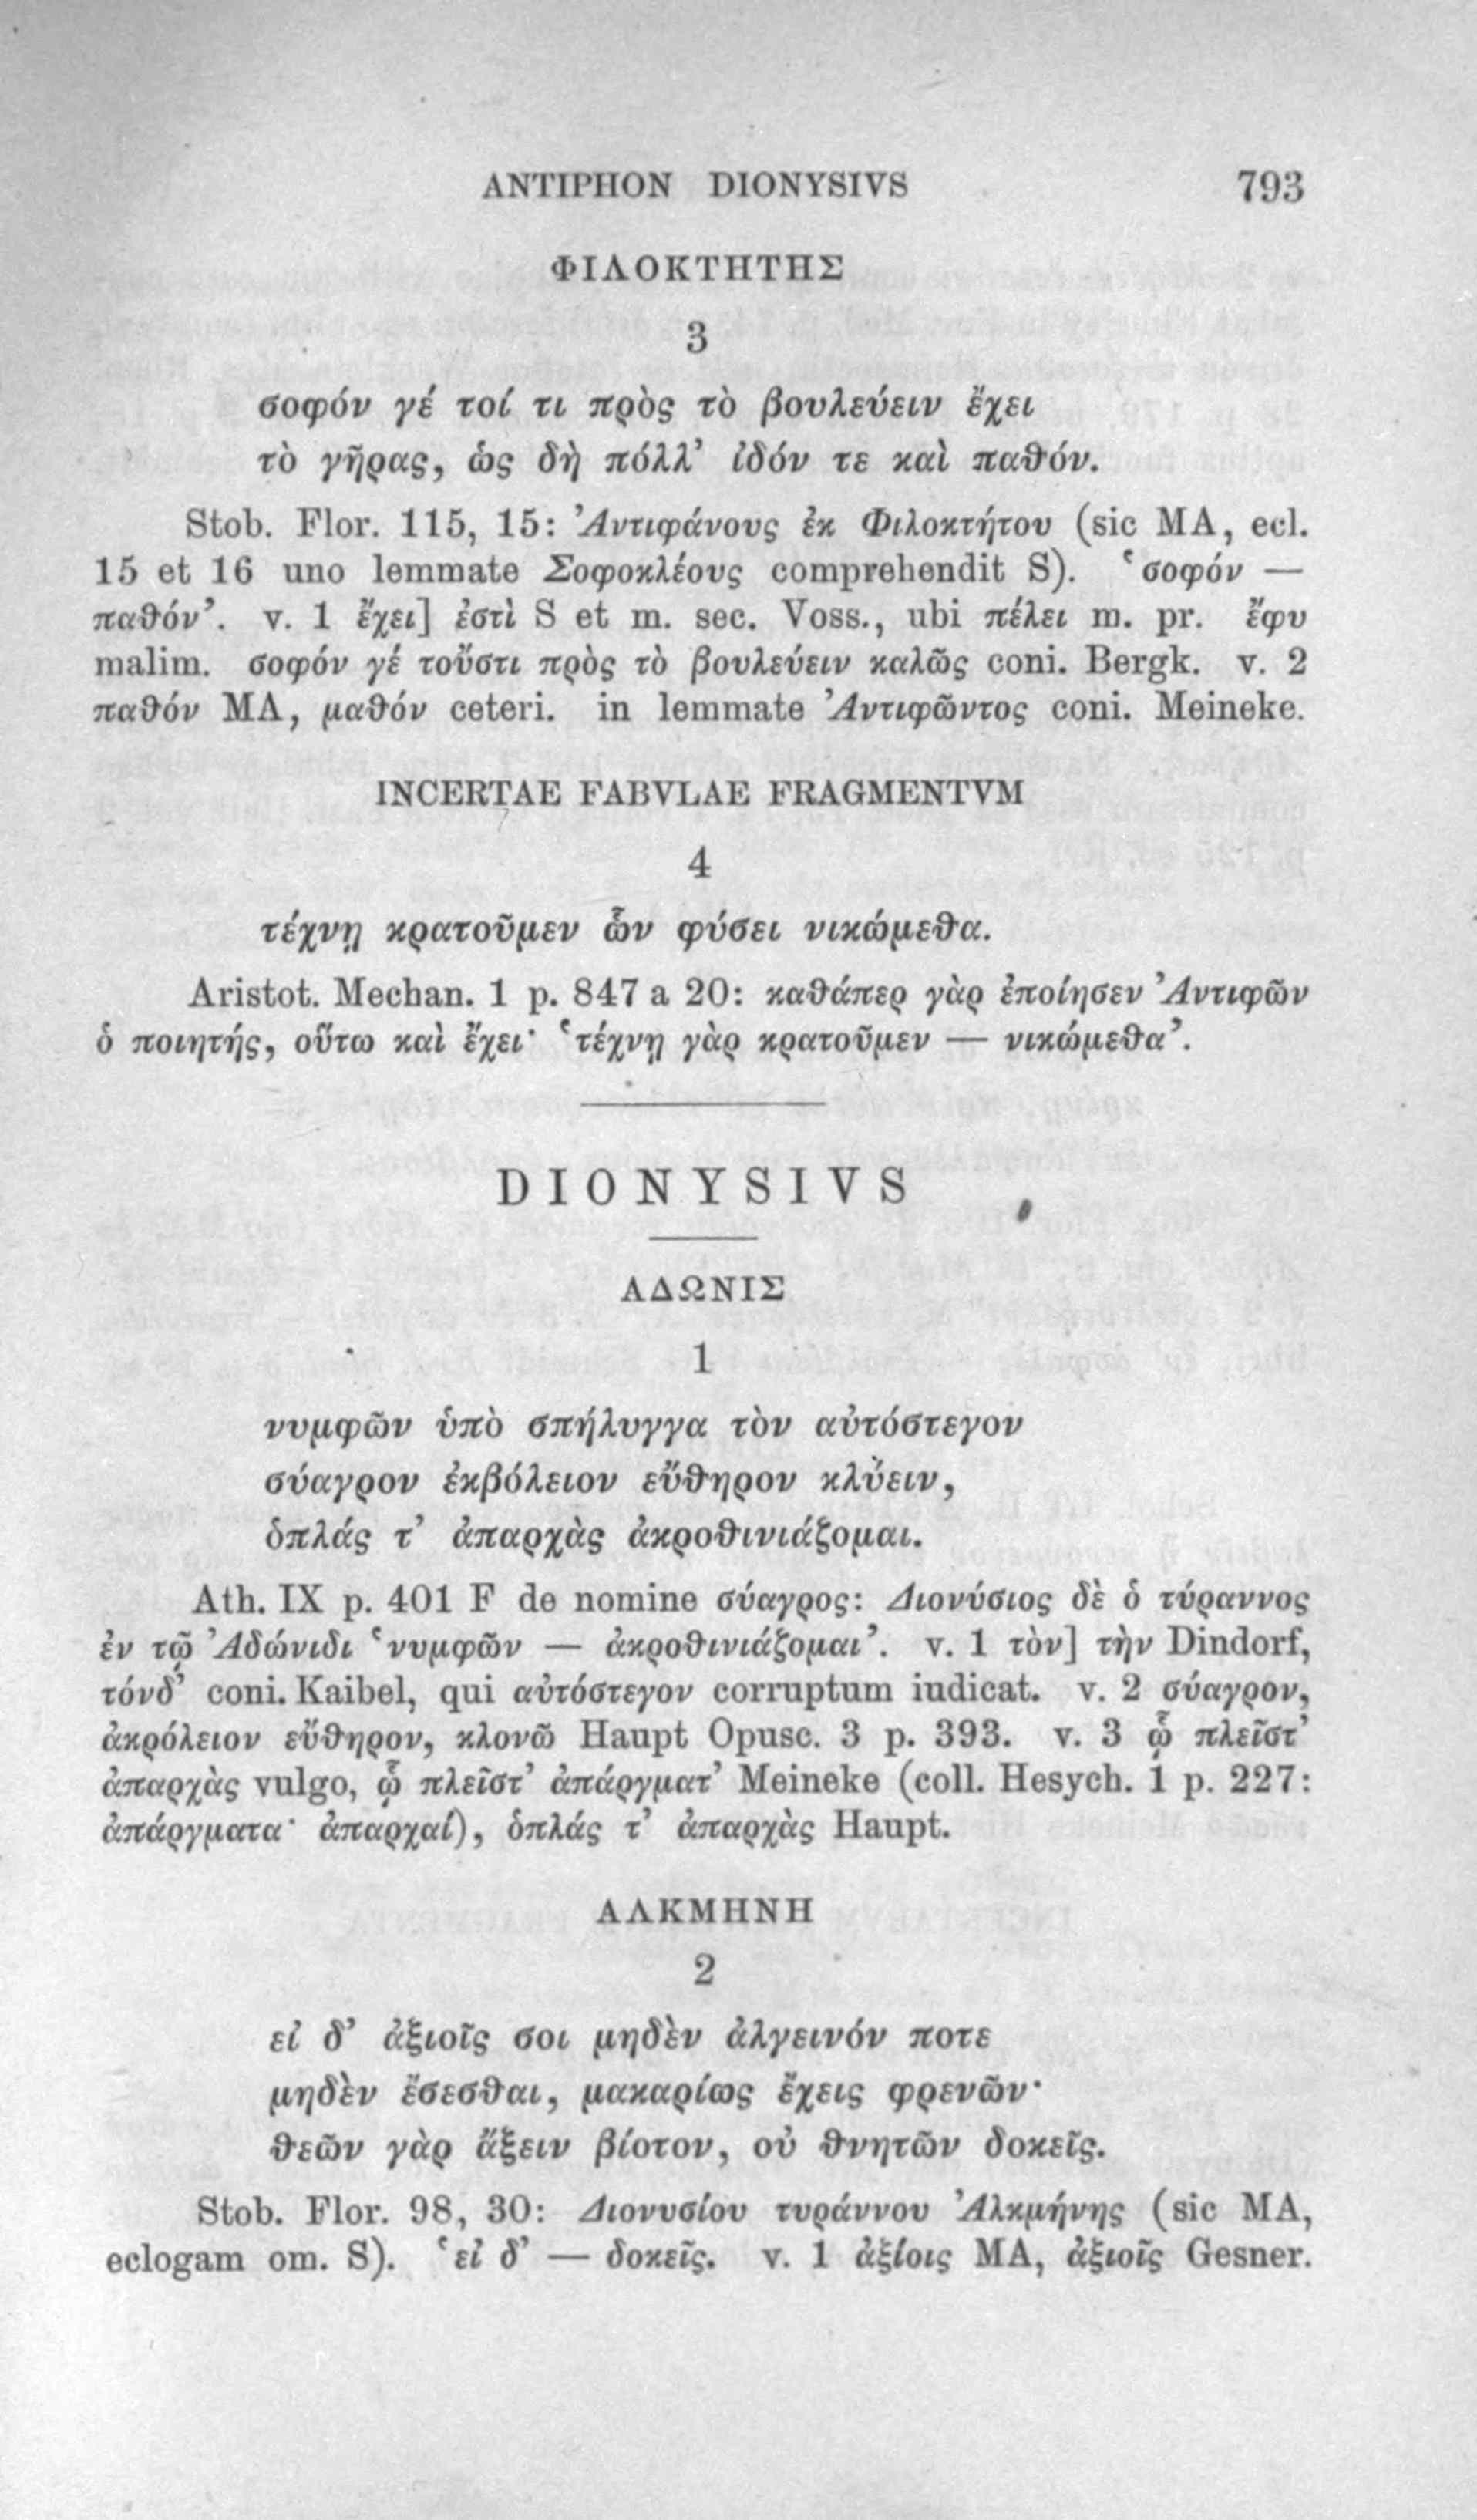 ANTIPHON DIONYSIVS 793
ΦΙΛΟΚΤΗΤΗΣ
3
σοφόν γέ τοί τι πρὸς τὸ βουλεύειν ἔχει
τὸ γῆρας, ὡς δὴ πόλλ’ ἰδόν τε καὶ παθόν.
Stob. Flor. 115, 15: Ἀντιφάνους ἐκ Φιλοκτήτου (sic MA, ecl.
15 et 16 uno lemmate Σοφοκλέους comprehendit S). ‘σοφόν —
παθόν’. v. 1 ἔχει] ἐστὶ S et m. sec. Voss., ubi πέλει m. pr. ἔφυ
malim. σοφόν γέ τοὔστι πρὸς τὸ βουλεύειν καλῶς coni. Bergk. v. 2
παθόν MA, μαθόν ceteri. in lemmate Ἀντιφῶντος coni. Meineke.
INCERTAE FABVLAE FRAGMENTVM
4
τέχνῃ κρατοῦμεν ὧν φύσει νικώμεθα.
Aristot. Mechan. 1 p. 847 a 20: καθάπερ γὰρ ἐποίησεν Ἀντιφῶν
ὁ ποιητής, οὕτω καὶ ἔχει· ‘τέχνῃ γὰρ κρατοῦμεν — νικώμεθα’.
DIONYSIVS
ΑΔΩΝΙΣ
1
νυμφῶν ὑπὸ σπήλυγγα τὸν αὐτόστεγον
σύαγρον ἐκβόλειον εὔθηρον κλύειν,
ὁπλάς τ’ ἀπαρχὰς ἀκροθινιάζομαι.
Ath. IX p. 401 F de nomine σύαγρος: Διονύσιος δὲ ὁ τύραννος
ἐν τῷ Ἀδώνιδι ‘νυμφῶν — ἀκροθινιάζομαι’. v. 1 τὸν] τὴν Dindorf,
τόνδ’ coni. Kaibel, qui αὐτόστεγον corruptum iudicat. v. 2 σύαγρον,
ἀκρόλειον εὔθηρον, κλονῶ Haupt Opusc. 3 p. 393. v. 3 ᾧ πλεῖστ’
ἀπαρχὰς vulgo, ᾧ πλεῖστ’ ἀπάργματ’ Meineke (coll. Hesych. 1 p. 227:
ἀπάργματα· ἀπαρχαί), ὁπλάς τ’ ἀπαρχὰς Haupt.
ΑΛΚΜΗΝΗ
2
εἰ δ’ ἀξιοῖς σοι μηδὲν ἀλγεινόν ποτε
μηδὲν ἔσεσθαι, μακαρίως ἔχεις φρενῶν·
θεῶν γὰρ ἄξειν βίοτον, οὐ θνητῶν δοκεῖς.
Stob. Flor. 98, 30: Διονυσίου τυράννου Ἀλκμήνης (sic MA,
eclogam om. S). ‘εἰ δ’ — δοκεῖς. v. 1 ἀξίοις MA, ἀξιοῖς Gesner.